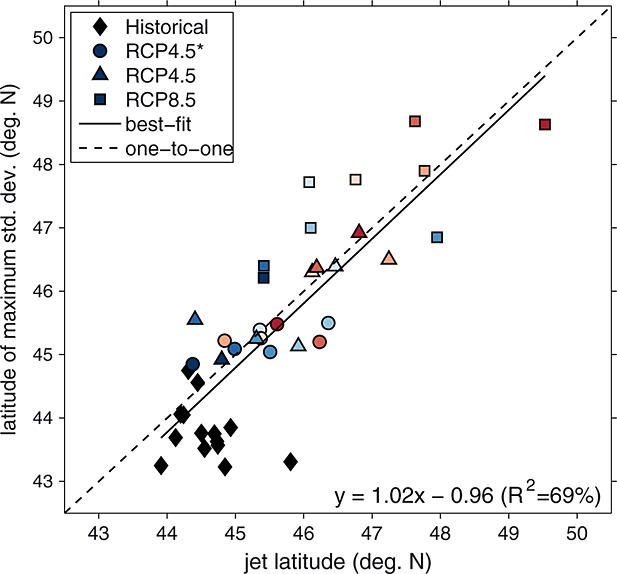 50
49
48
47
46
45
44
43
latitude of maximum std. dev. (deg. N)
Historical
RCP4.5*
RCP4.5
RCP8.5
best−fit
one−to−one
y = 1.02x − 0.96 (R²=69%)
43 44 45 46 47 48 49 50
jet latitude (deg. N)